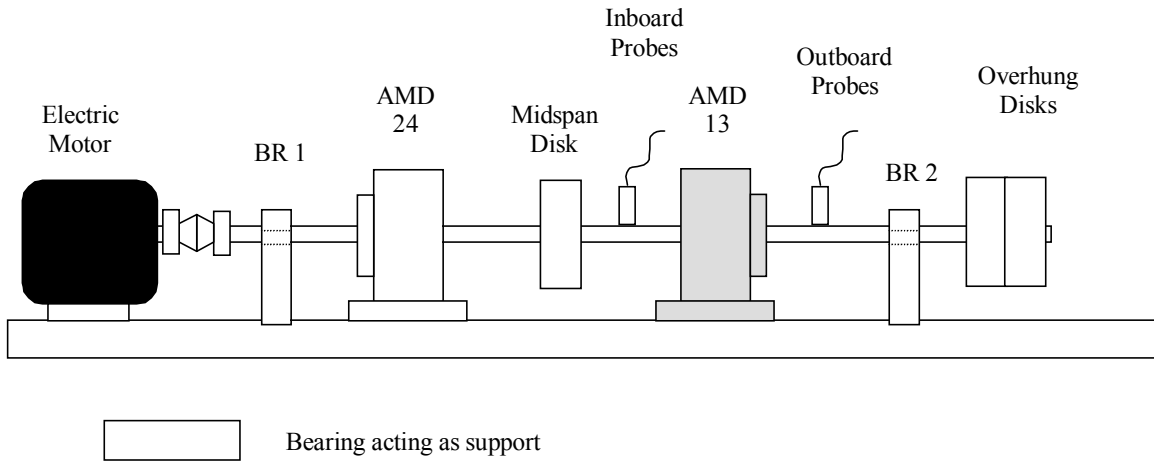 Inboard
Probes
Outboard
Probes
Overhung
Disks
AMD
24
AMD
13
Electric
Motor
Midspan
Disk
BR 1
BR 2
Bearing acting as support